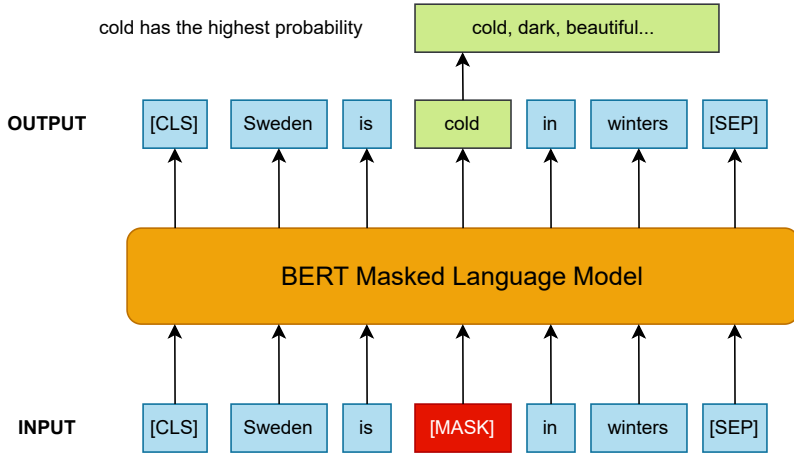 cold has the highest probability
cold, dark, beautiful...
OUTPUT
[CLS] Sweden is cold in winters [SEP]
BERT Masked Language Model
INPUT
[CLS] Sweden is [MASK] in winters [SEP]